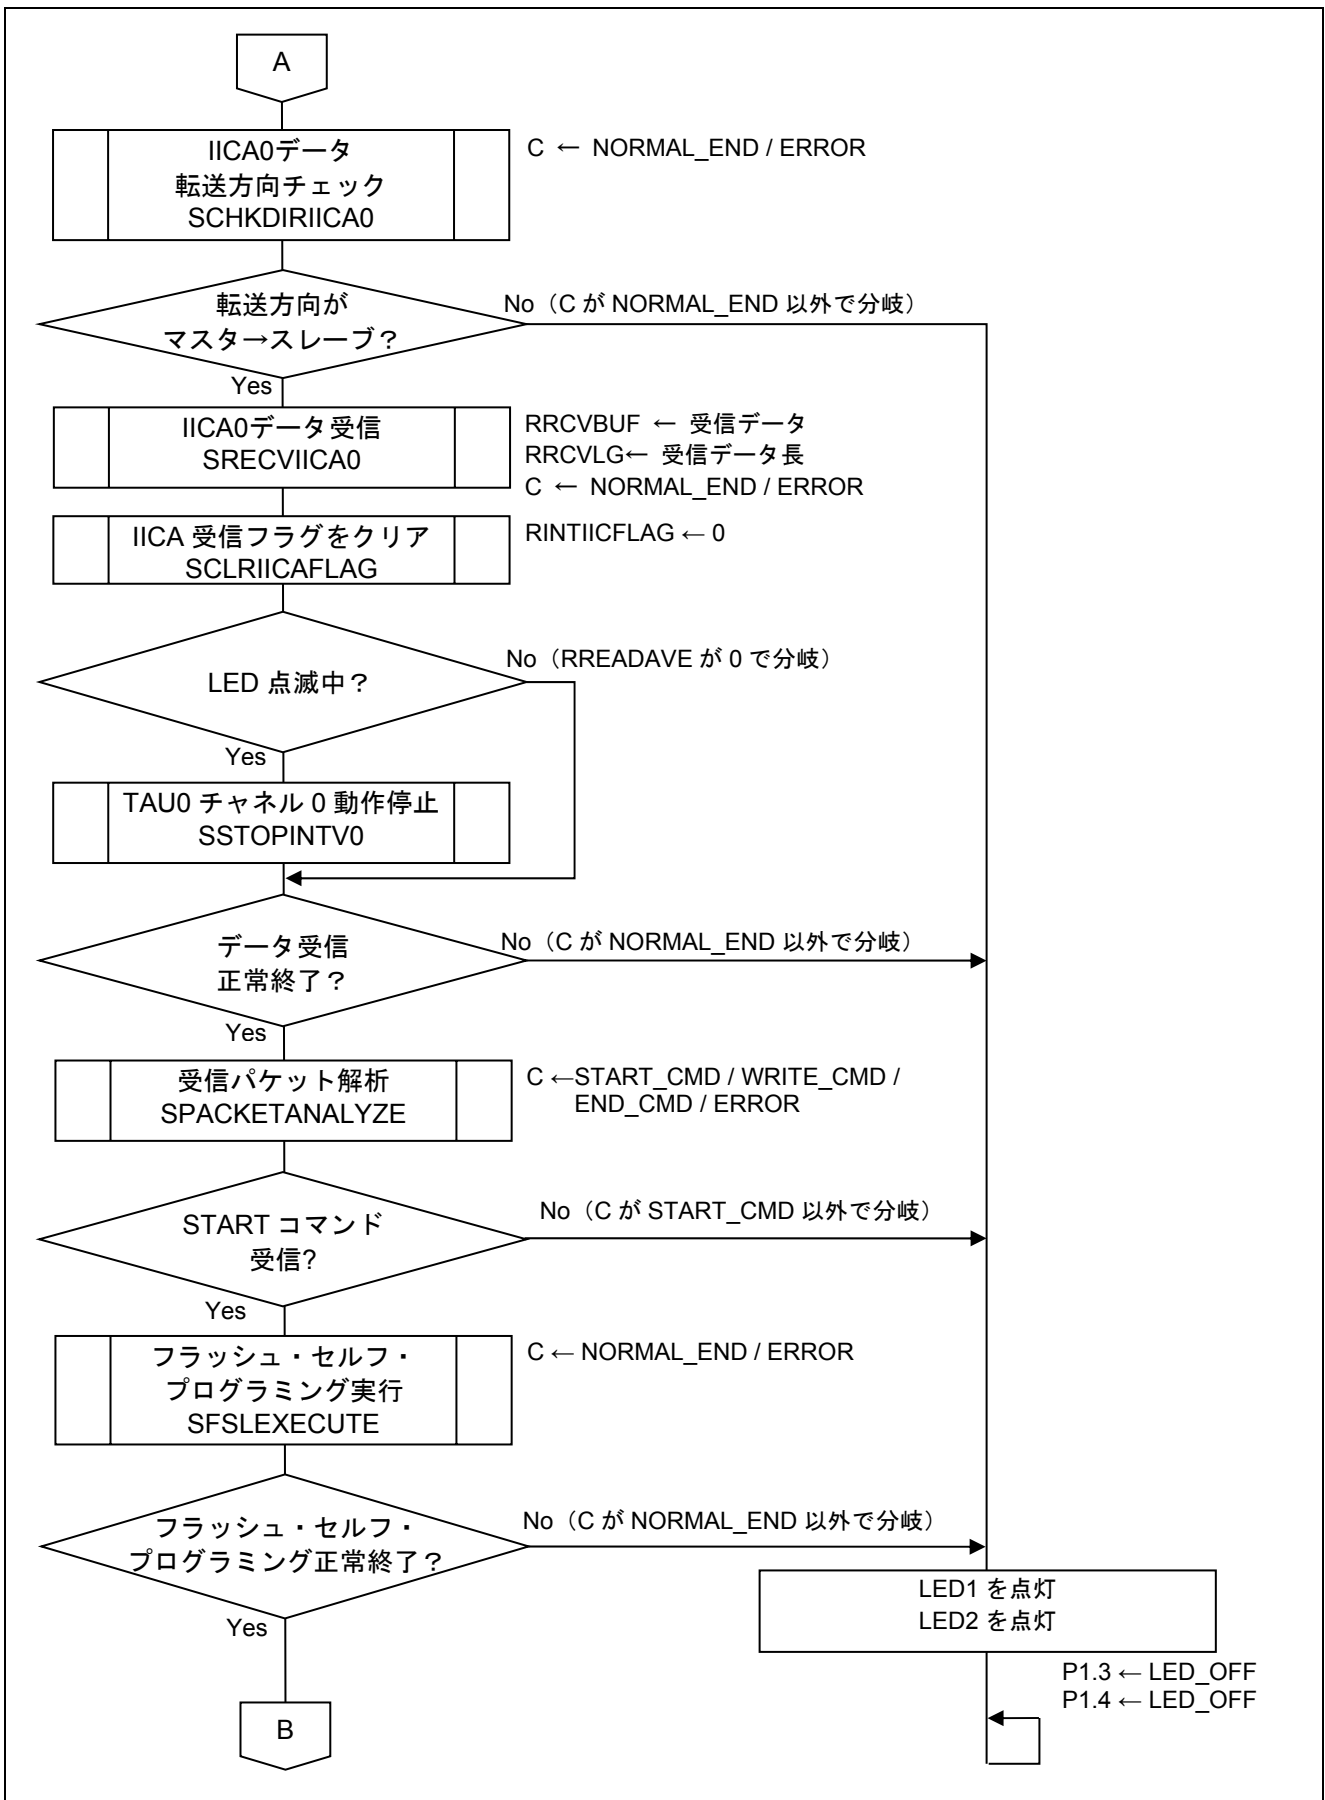 A
IICA0データ
転送方向チェック
SCHKDIRIICA0
C ← NORMAL_END / ERROR
転送方向が
マスタ→スレーブ？
No（C が NORMAL_END 以外で分岐）
Yes
IICA0データ受信
SRECVIICA0
RRCVBUF ← 受信データ
RRCVLG← 受信データ長
C ← NORMAL_END / ERROR
IICA 受信フラグをクリア
SCLRIICAFLAG
RINTIICFLAG ← 0
LED 点滅中？
No（RREADAVE が 0 で分岐）
Yes
TAU0 チャネル 0 動作停止
SSTOPINTV0
データ受信
正常終了？
No（C が NORMAL_END 以外で分岐）
Yes
受信パケット解析
SPACKETANALYZE
C ←START_CMD / WRITE_CMD /
END_CMD / ERROR
START コマンド
受信?
No（C が START_CMD 以外で分岐）
Yes
フラッシュ・セルフ・
プログラミング実行
SFSLEXECUTE
C ← NORMAL_END / ERROR
フラッシュ・セルフ・
プログラミング正常終了？
No（C が NORMAL_END 以外で分岐）
Yes
LED1 を点灯
LED2 を点灯
P1.3 ← LED_OFF
P1.4 ← LED_OFF
B